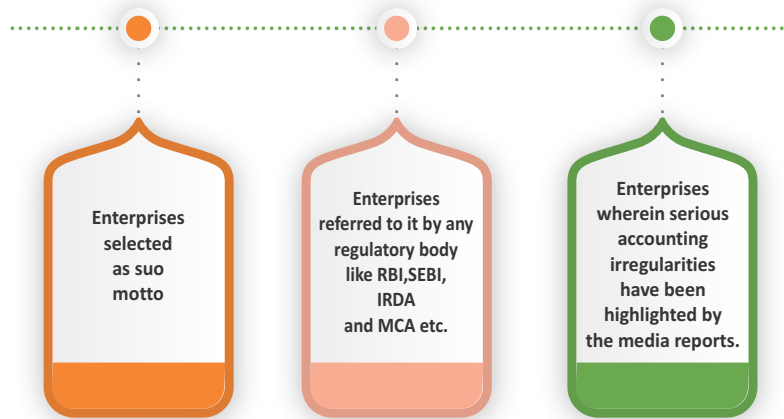 Enterprises
selected
as suo
motto
Enterprises
referred to it by any
regulatory body
like RBI,SEBI,
IRDA
and MCA etc.
Enterprises
wherein serious
accounting
irregularities
have been
highlighted by
the media reports.